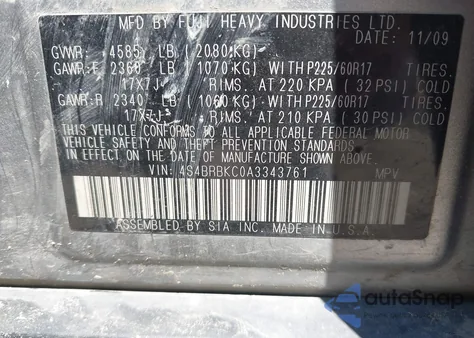 MFD BY FUJI HEAVY INDUSTRIES LTD.
DATE: 11/09
GVWR: 4585 LB (2080 KG)
GAWR:F 2360 LB (1070 KG) WITH P225/60R17 TIRES.
17X7J RIMS. AT 220 KPA (32 PSI) COLD
GAWR:R 2340 LB (1060 KG) WITH P225/60R17 TIRES.
17X7J RIMS. AT 210 KPA (30 PSI) COLD
THIS VEHICLE CONFORMS TO ALL APPLICABLE FEDERAL MOTOR
VEHICLE SAFETY AND THEFT PREVENTION STANDARDS
IN EFFECT ON THE DATE OF MANUFACTURE SHOWN ABOVE.
VIN: 4S4BRBKC0A3343761 MPV
ASSEMBLED BY SIA INC. MADE IN U.S.A.
autoSnap